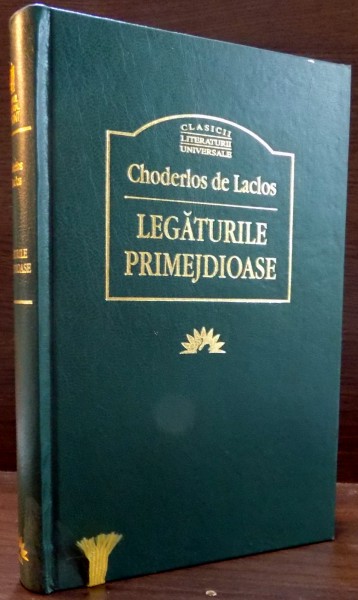 CLASICII
LITERATURII
UNIVERSALE
Choderlos de Laclos
LEGĂTURILE
PRIMEJDIOASE